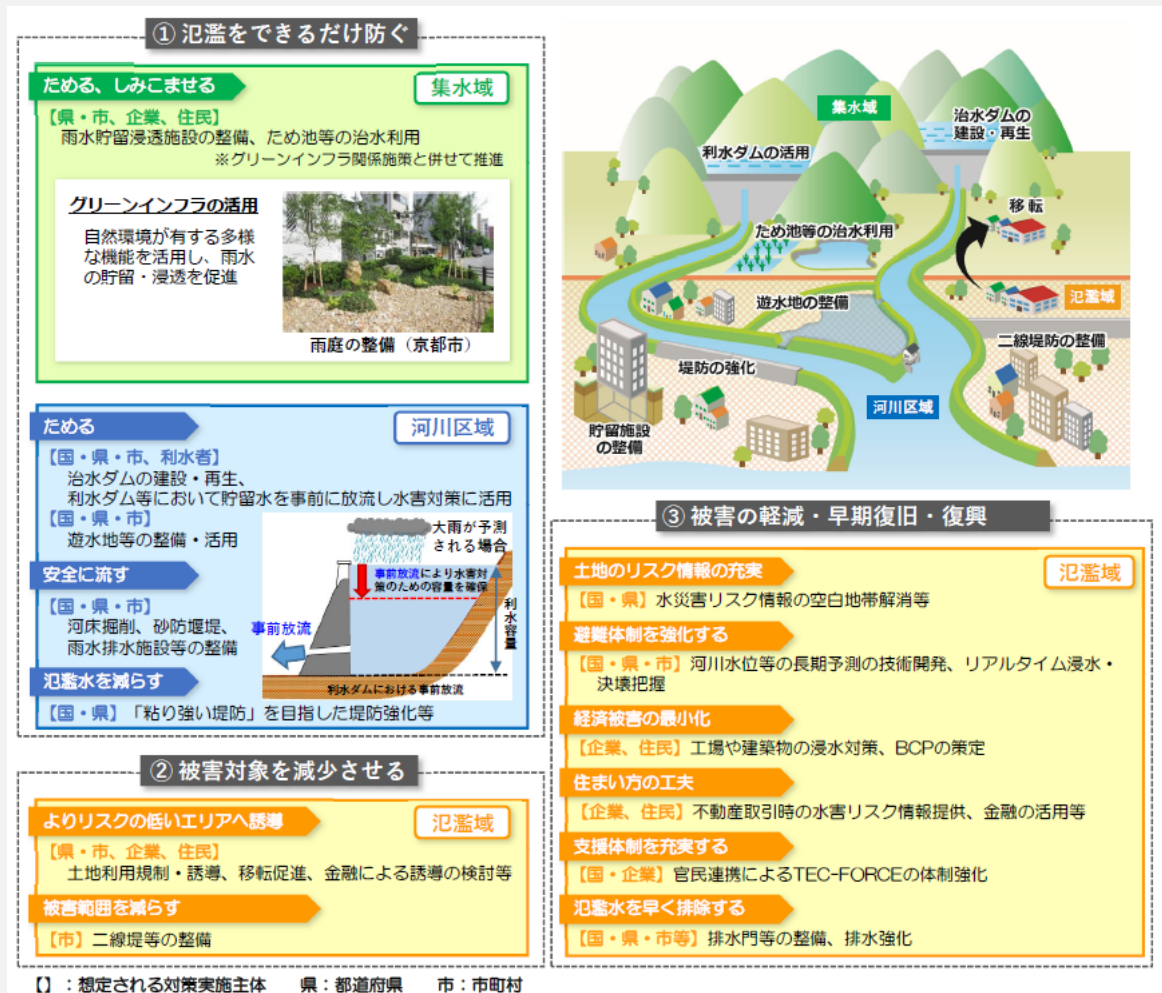 ① 氾濫をできるだけ防ぐ
ためる、しみこませる
集水域
【県・市、企業、住民】
雨水貯留浸透施設の整備、ため池等の治水利用
※グリーンインフラ関係施策と併せて推進
グリーンインフラの活用
自然環境が有する多様
な機能を活用し、雨水
の貯留・浸透を促進
雨庭の整備（京都市）
ためる
河川区域
【国・県・市、利水者】
治水ダムの建設・再生、
利水ダム等において貯留水を事前に放流し水害対策に活用
【国・県・市】
遊水地等の整備・活用
安全に流す
【国・県・市】
河床掘削、砂防堰堤、
雨水排水施設等の整備
氾濫水を減らす
【国・県】「粘り強い堤防」を目指した堤防強化等
大雨が予測
される場合
事前放流により水害対
策のための容量を確保
利水容量
事前放流
利水ダムにおける事前放流
② 被害対象を減少させる
よりリスクの低いエリアへ誘導
氾濫域
【県・市、企業、住民】
土地利用規制・誘導、移転促進、金融による誘導の検討等
被害範囲を減らす
【市】二線堤等の整備
【】：想定される対策実施主体　県：都道府県　市：市町村
集水域
治水ダムの
建設・再生
利水ダムの活用
移転
ため池等の治水利用
氾濫域
遊水地の整備
二線堤防の整備
堤防の強化
河川区域
貯留施設
の整備
③ 被害の軽減・早期復旧・復興
土地のリスク情報の充実
氾濫域
【国・県】水災害リスク情報の空白地帯解消等
避難体制を強化する
【国・県・市】河川水位等の長期予測の技術開発、リアルタイム浸水・
決壊把握
経済被害の最小化
【企業、住民】工場や建築物の浸水対策、BCPの策定
住まい方の工夫
【企業、住民】不動産取引時の水害リスク情報提供、金融の活用等
支援体制を充実する
【国・企業】官民連携によるTEC-FORCEの体制強化
氾濫水を早く排除する
【国・県・市等】排水門等の整備、排水強化